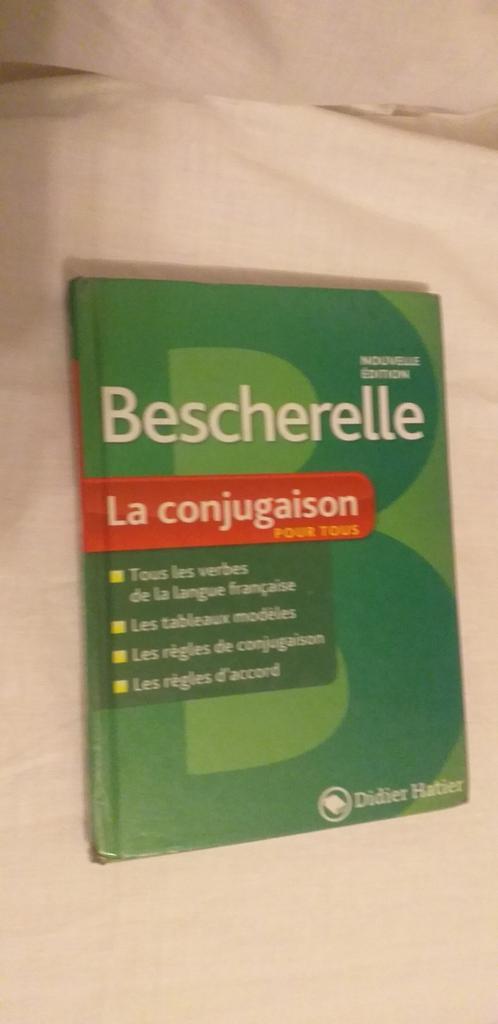 NOUVELLE
ÉDITION
Bescherelle
La conjugaison
POUR TOUS
Tous les verbes
de la langue française
Les tableaux modèles
Les règles de conjugaison
Les règles d'accord
Didier Hatier